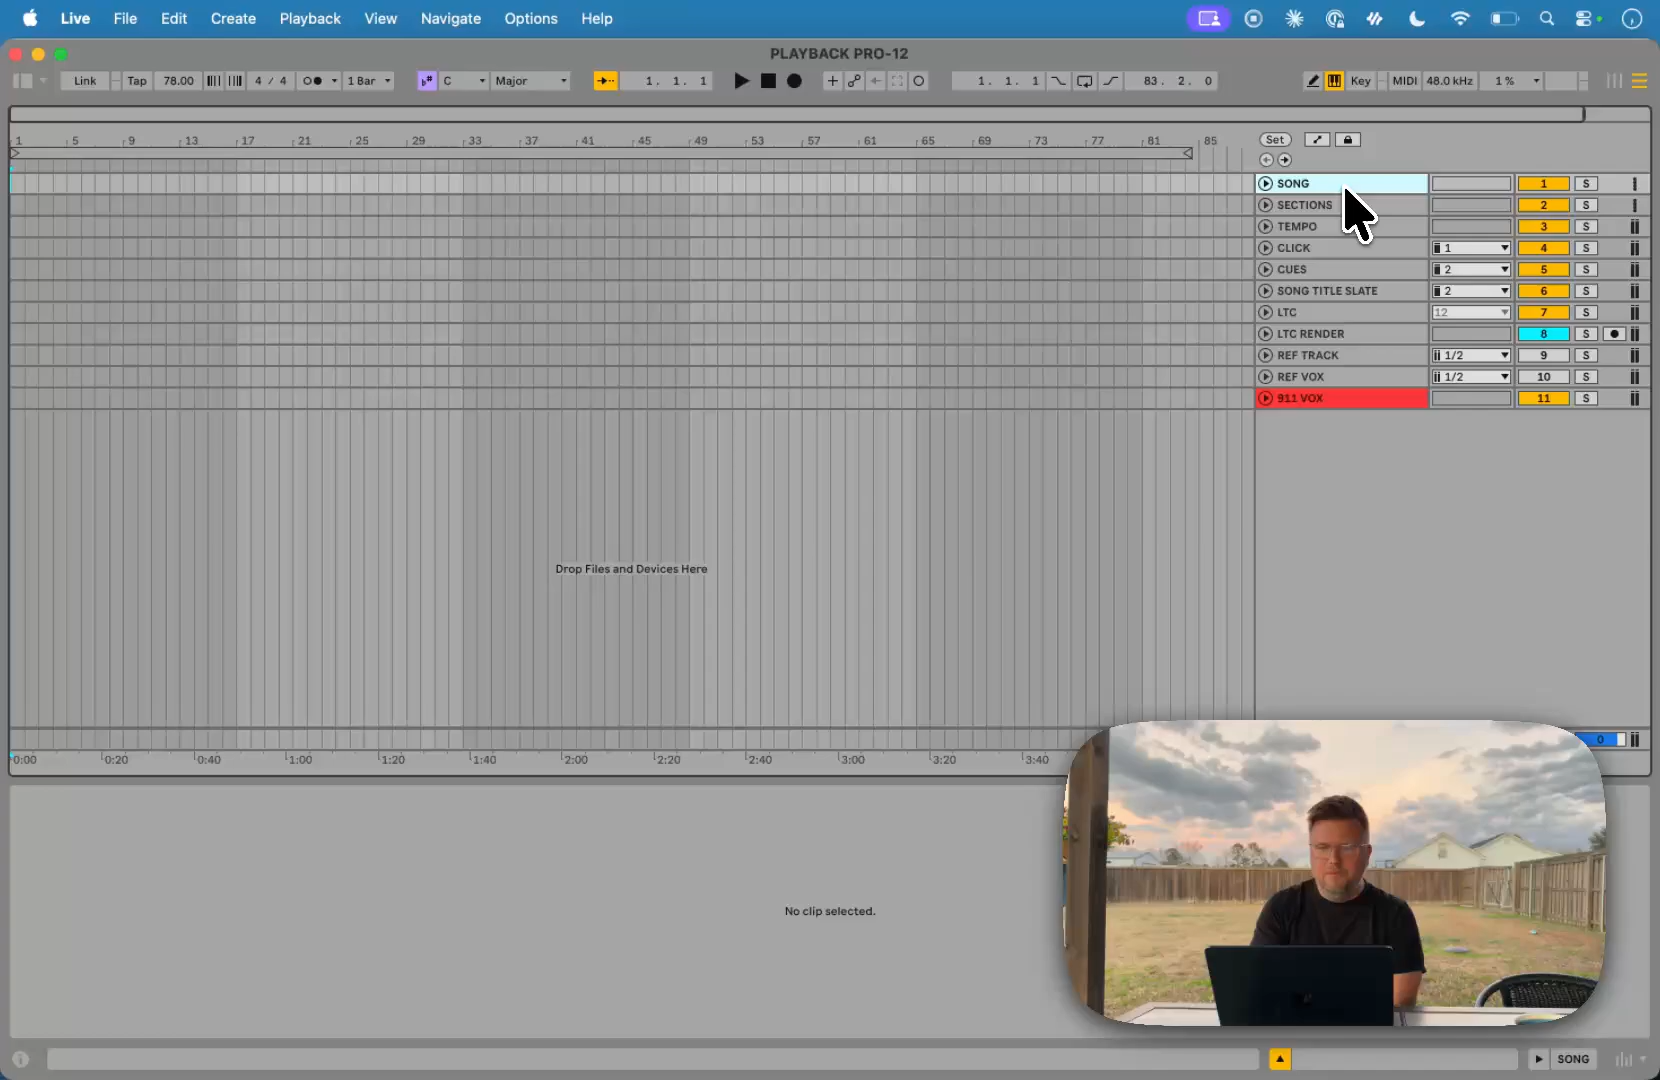 Live File Edit Create Playback View Navigate Options Help
PLAYBACK PRO-12
Link Tap 78.00 4 / 4 1 Bar C Major 1. 1. 1 1. 1. 1 83. 2. 0 Key MIDI 48.0 kHz 1 %
1 5 9 13 17 21 25 29 33 37 41 45 49 53 57 61 65 69 73 77 81 85 Set
SONG 1 S
SECTIONS 2 S
TEMPO 3 S
CLICK 1 4 S
CUES 2 5 S
SONG TITLE SLATE 2 6 S
LTC 12 7 S
LTC RENDER 8 S
REF TRACK 1/2 9 S
REF VOX 1/2 10 S
911 VOX 11 S
Drop Files and Devices Here
0
0:00 0:20 0:40 1:00 1:20 1:40 2:00 2:20 2:40 3:00 3:20 3:40
No clip selected.
SONG